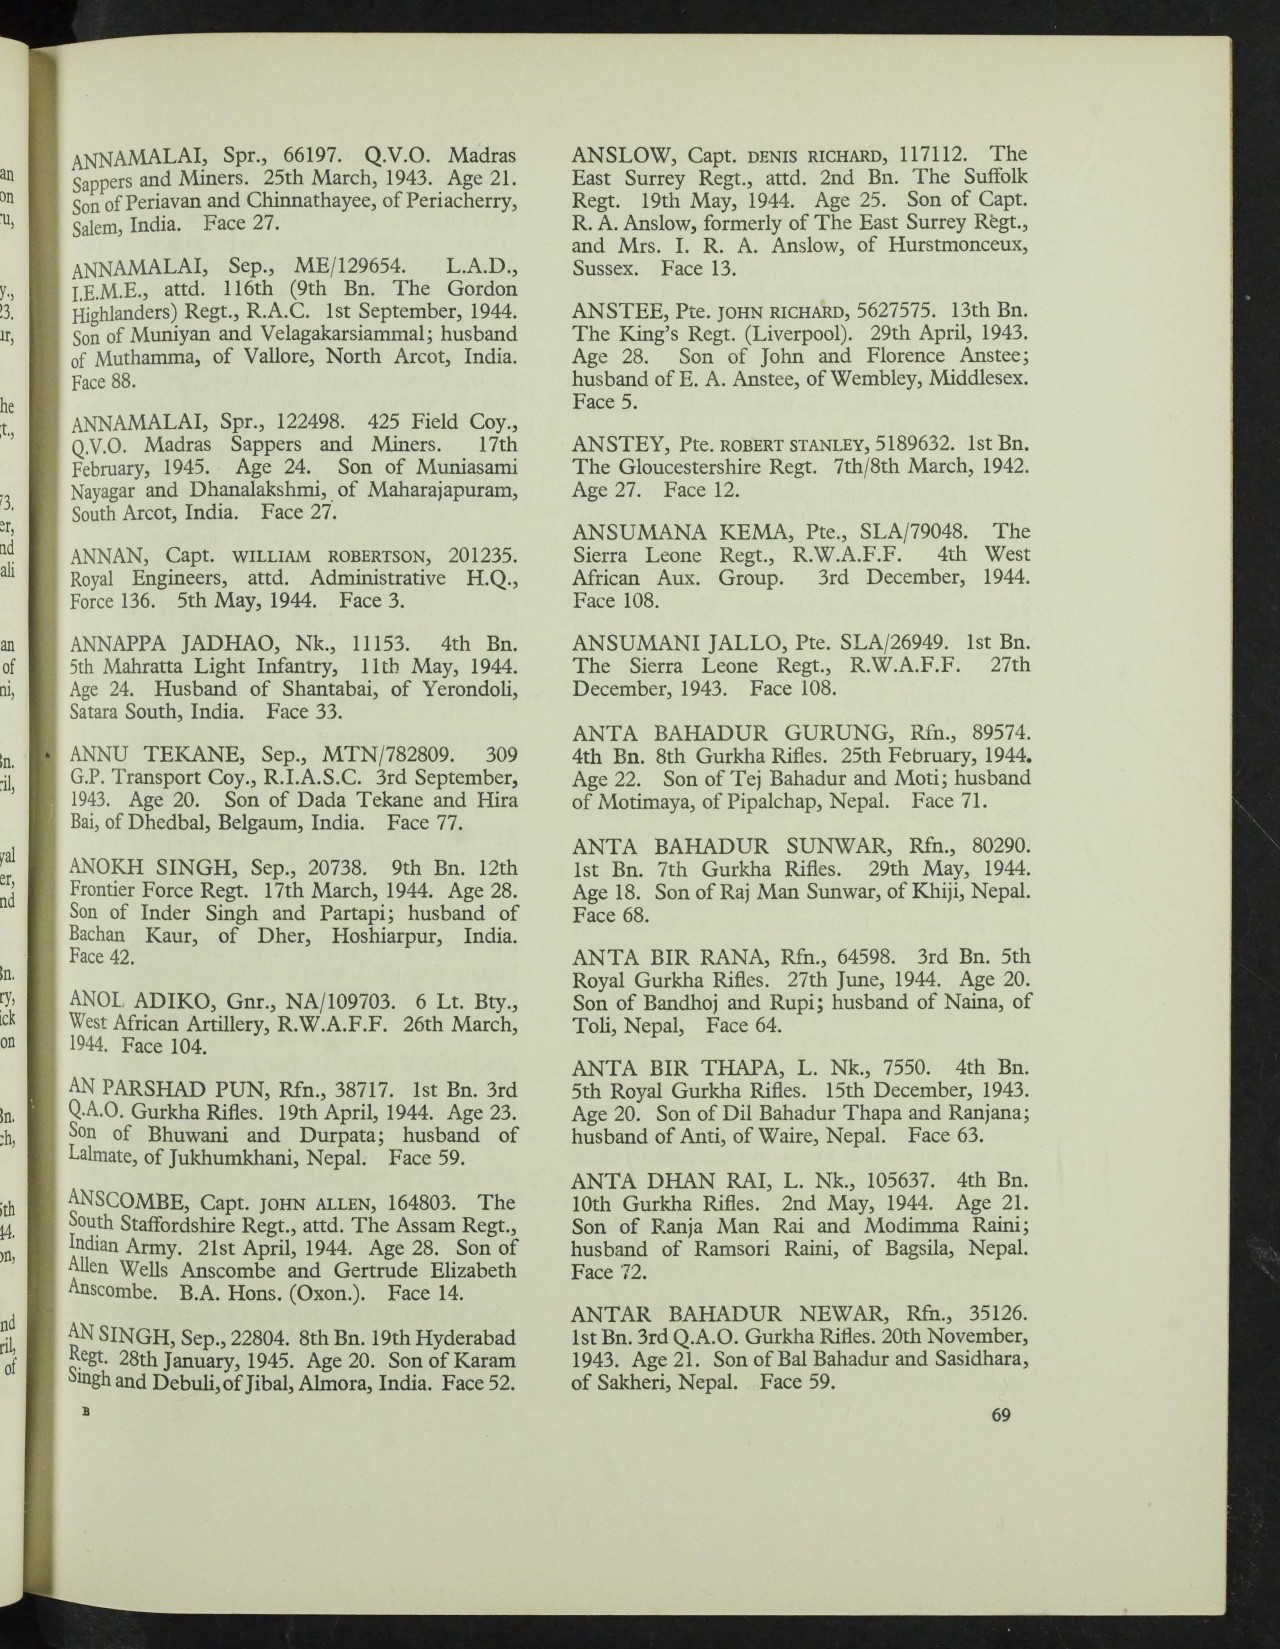 ANNAMALAI, Spr., 66197. Q.V.O. Madras
Sappers and Miners. 25th March, 1943. Age 21.
Son of Periavan and Chinnathayee, of Periacherry,
Salem, India. Face 27.
ANNAMALAI, Sep., ME/129654. L.A.D.,
I.E.M.E., attd. 116th (9th Bn. The Gordon
Highlanders) Regt., R.A.C. 1st September, 1944.
Son of Muniyan and Velagakarsiammal; husband
of Muthamma, of Vallore, North Arcot, India.
Face 88.
ANNAMALAI, Spr., 122498. 425 Field Coy.,
Q.V.O. Madras Sappers and Miners. 17th
February, 1945. Age 24. Son of Muniasami
Nayagar and Dhanalakshmi, of Maharajapuram,
South Arcot, India. Face 27.
ANNAN, Capt. WILLIAM ROBERTSON, 201235.
Royal Engineers, attd. Administrative H.Q.,
Force 136. 5th May, 1944. Face 3.
ANNAPPA JADHAO, Nk., 11153. 4th Bn.
5th Mahratta Light Infantry, 11th May, 1944.
Age 24. Husband of Shantabai, of Yerondoli,
Satara South, India. Face 33.
ANNU TEKANE, Sep., MTN/782809. 309
G.P. Transport Coy., R.I.A.S.C. 3rd September,
1943. Age 20. Son of Dada Tekane and Hira
Bai, of Dhedbal, Belgaum, India. Face 77.
ANOKH SINGH, Sep., 20738. 9th Bn. 12th
Frontier Force Regt. 17th March, 1944. Age 28.
Son of Inder Singh and Partapi; husband of
Bachan Kaur, of Dher, Hoshiarpur, India.
Face 42.
ANOL ADIKO, Gnr., NA/109703. 6 Lt. Bty.,
West African Artillery, R.W.A.F.F. 26th March,
1944. Face 104.
AN PARSHAD PUN, Rfn., 38717. 1st Bn. 3rd
Q.A.O. Gurkha Rifles. 19th April, 1944. Age 23.
Son of Bhuwani and Durpata; husband of
Lalmate, of Jukhumkhani, Nepal. Face 59.
ANSCOMBE, Capt. JOHN ALLEN, 164803. The
South Staffordshire Regt., attd. The Assam Regt.,
Indian Army. 21st April, 1944. Age 28. Son of
Allen Wells Anscombe and Gertrude Elizabeth
Anscombe. B.A. Hons. (Oxon.). Face 14.
AN SINGH, Sep., 22804. 8th Bn. 19th Hyderabad
Regt. 28th January, 1945. Age 20. Son of Karam
Singh and Debuli, of Jibal, Almora, India. Face 52.
B
ANSLOW, Capt. DENIS RICHARD, 117112. The
East Surrey Regt., attd. 2nd Bn. The Suffolk
Regt. 19th May, 1944. Age 25. Son of Capt.
R. A. Anslow, formerly of The East Surrey Regt.,
and Mrs. I. R. A. Anslow, of Hurstmonceux,
Sussex. Face 13.
ANSTEE, Pte. JOHN RICHARD, 5627575. 13th Bn.
The King's Regt. (Liverpool). 29th April, 1943.
Age 28. Son of John and Florence Anstee;
husband of E. A. Anstee, of Wembley, Middlesex.
Face 5.
ANSTEY, Pte. ROBERT STANLEY, 5189632. 1st Bn.
The Gloucestershire Regt. 7th/8th March, 1942.
Age 27. Face 12.
ANSUMANA KEMA, Pte., SLA/79048. The
Sierra Leone Regt., R.W.A.F.F. 4th West
African Aux. Group. 3rd December, 1944.
Face 108.
ANSUMANI JALLO, Pte. SLA/26949. 1st Bn.
The Sierra Leone Regt., R.W.A.F.F. 27th
December, 1943. Face 108.
ANTA BAHADUR GURUNG, Rfn., 89574.
4th Bn. 8th Gurkha Rifles. 25th February, 1944.
Age 22. Son of Tej Bahadur and Moti; husband
of Motimaya, of Pipalchap, Nepal. Face 71.
ANTA BAHADUR SUNWAR, Rfn., 80290.
1st Bn. 7th Gurkha Rifles. 29th May, 1944.
Age 18. Son of Raj Man Sunwar, of Khiji, Nepal.
Face 68.
ANTA BIR RANA, Rfn., 64598. 3rd Bn. 5th
Royal Gurkha Rifles. 27th June, 1944. Age 20.
Son of Bandhoj and Rupi; husband of Naina, of
Toli, Nepal, Face 64.
ANTA BIR THAPA, L. Nk., 7550. 4th Bn.
5th Royal Gurkha Rifles. 15th December, 1943.
Age 20. Son of Dil Bahadur Thapa and Ranjana;
husband of Anti, of Waire, Nepal. Face 63.
ANTA DHAN RAI, L. Nk., 105637. 4th Bn.
10th Gurkha Rifles. 2nd May, 1944. Age 21.
Son of Ranja Man Rai and Modimma Raini;
husband of Ramsori Raini, of Bagsila, Nepal.
Face 72.
ANTAR BAHADUR NEWAR, Rfn., 35126.
1st Bn. 3rd Q.A.O. Gurkha Rifles. 20th November,
1943. Age 21. Son of Bal Bahadur and Sasidhara,
of Sakheri, Nepal. Face 59.
69